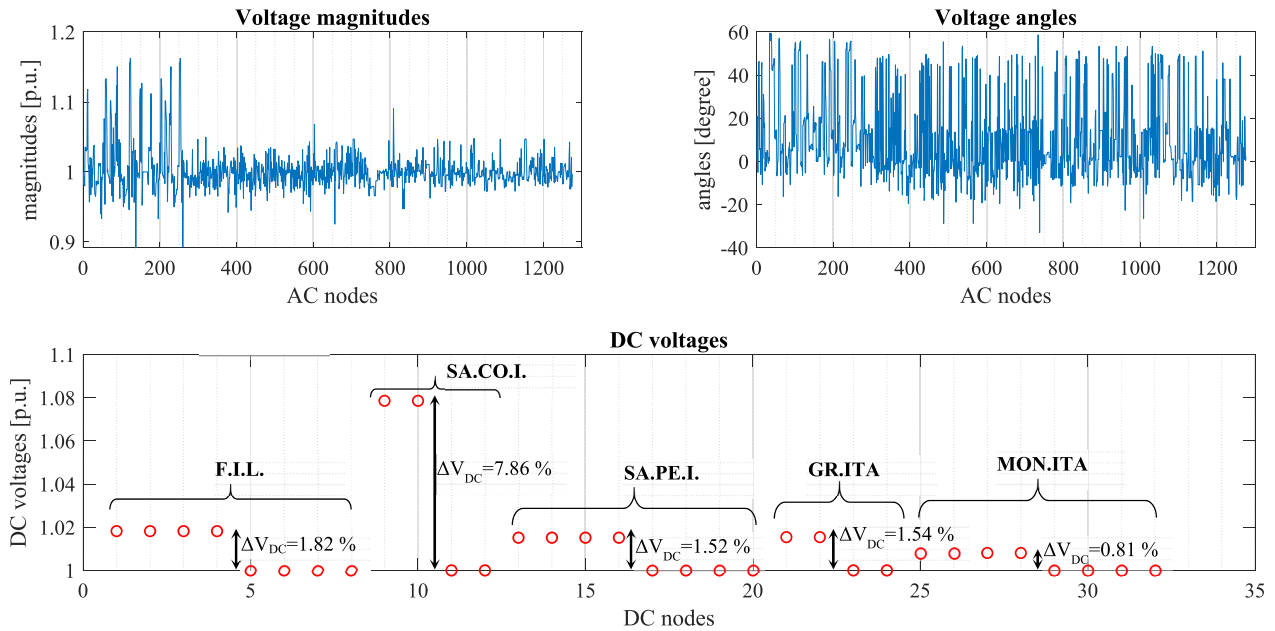 Voltage magnitudes
1.2
1.1
1
0.9
magnitudes [p.u.]
0 200 400 600 800 1000 1200
AC nodes
Voltage angles
60
40
20
0
-20
-40
angles [degree]
0 200 400 600 800 1000 1200
AC nodes
DC voltages
1.1
1.08
1.06
1.04
1.02
1
DC voltages [p.u.]
SA.CO.I.
F.I.L.
ΔV_DC=7.86 %
SA.PE.I.
GR.ITA
MON.ITA
ΔV_DC=1.82 %
ΔV_DC=1.52 %
ΔV_DC=1.54 %
ΔV_DC=0.81 %
0 5 10 15 20 25 30 35
DC nodes